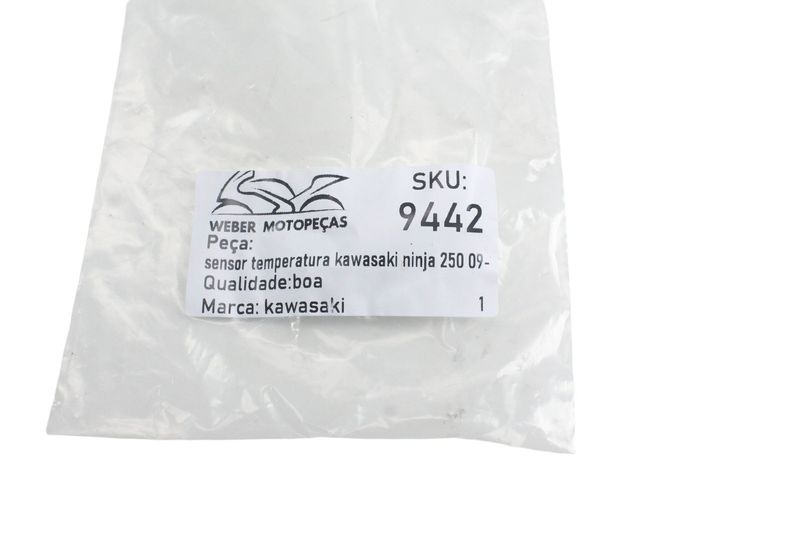 SKU:
9442
WEBER MOTOPEÇAS
Peça:
sensor temperatura kawasaki ninja 250 09-
Qualidade:boa
Marca: kawasaki 1